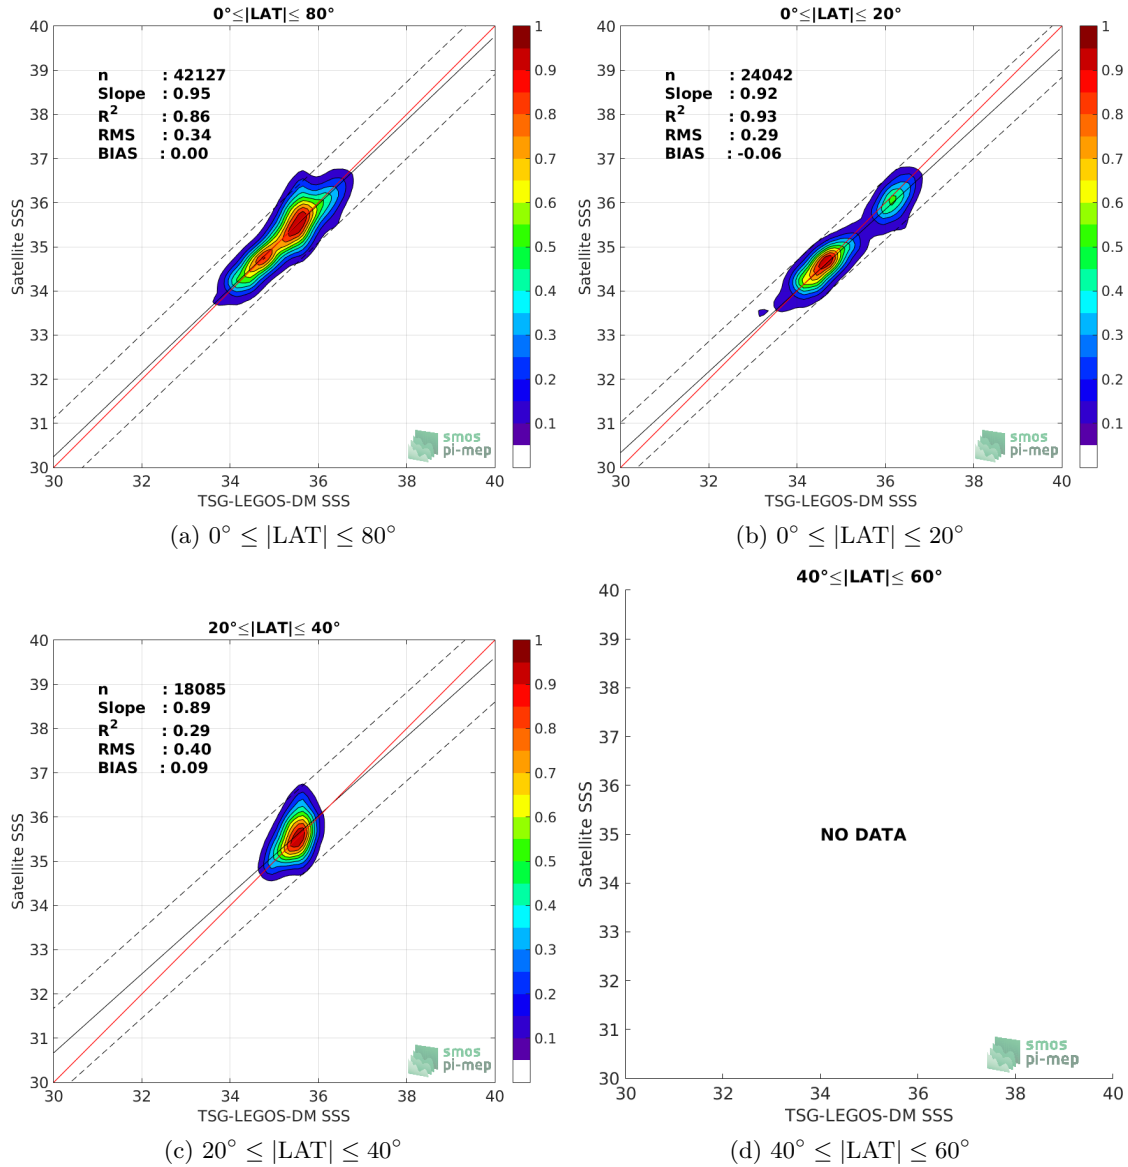 0°≤|LAT|≤ 80°
40
39
38
37
36
35
34
33
32
31
30
Satellite SSS
n : 42127
Slope : 0.95
R2 : 0.86
RMS : 0.34
BIAS : 0.00
smos
pi-mep
30 32 34 36 38 40
TSG-LEGOS-DM SSS
1
0.9
0.8
0.7
0.6
0.5
0.4
0.3
0.2
0.1
(a) 0° ≤ |LAT| ≤ 80°
0°≤|LAT|≤ 20°
40
39
38
37
36
35
34
33
32
31
30
Satellite SSS
n : 24042
Slope : 0.92
R2 : 0.93
RMS : 0.29
BIAS : -0.06
smos
pi-mep
30 32 34 36 38 40
TSG-LEGOS-DM SSS
1
0.9
0.8
0.7
0.6
0.5
0.4
0.3
0.2
0.1
(b) 0° ≤ |LAT| ≤ 20°
20°≤|LAT|≤ 40°
40
39
38
37
36
35
34
33
32
31
30
Satellite SSS
n : 18085
Slope : 0.89
R2 : 0.29
RMS : 0.40
BIAS : 0.09
smos
pi-mep
30 32 34 36 38 40
TSG-LEGOS-DM SSS
1
0.9
0.8
0.7
0.6
0.5
0.4
0.3
0.2
0.1
(c) 20° ≤ |LAT| ≤ 40°
40°≤|LAT|≤ 60°
40
39
38
37
36
35
34
33
32
31
30
Satellite SSS
NO DATA
smos
pi-mep
30 32 34 36 38 40
TSG-LEGOS-DM SSS
(d) 40° ≤ |LAT| ≤ 60°